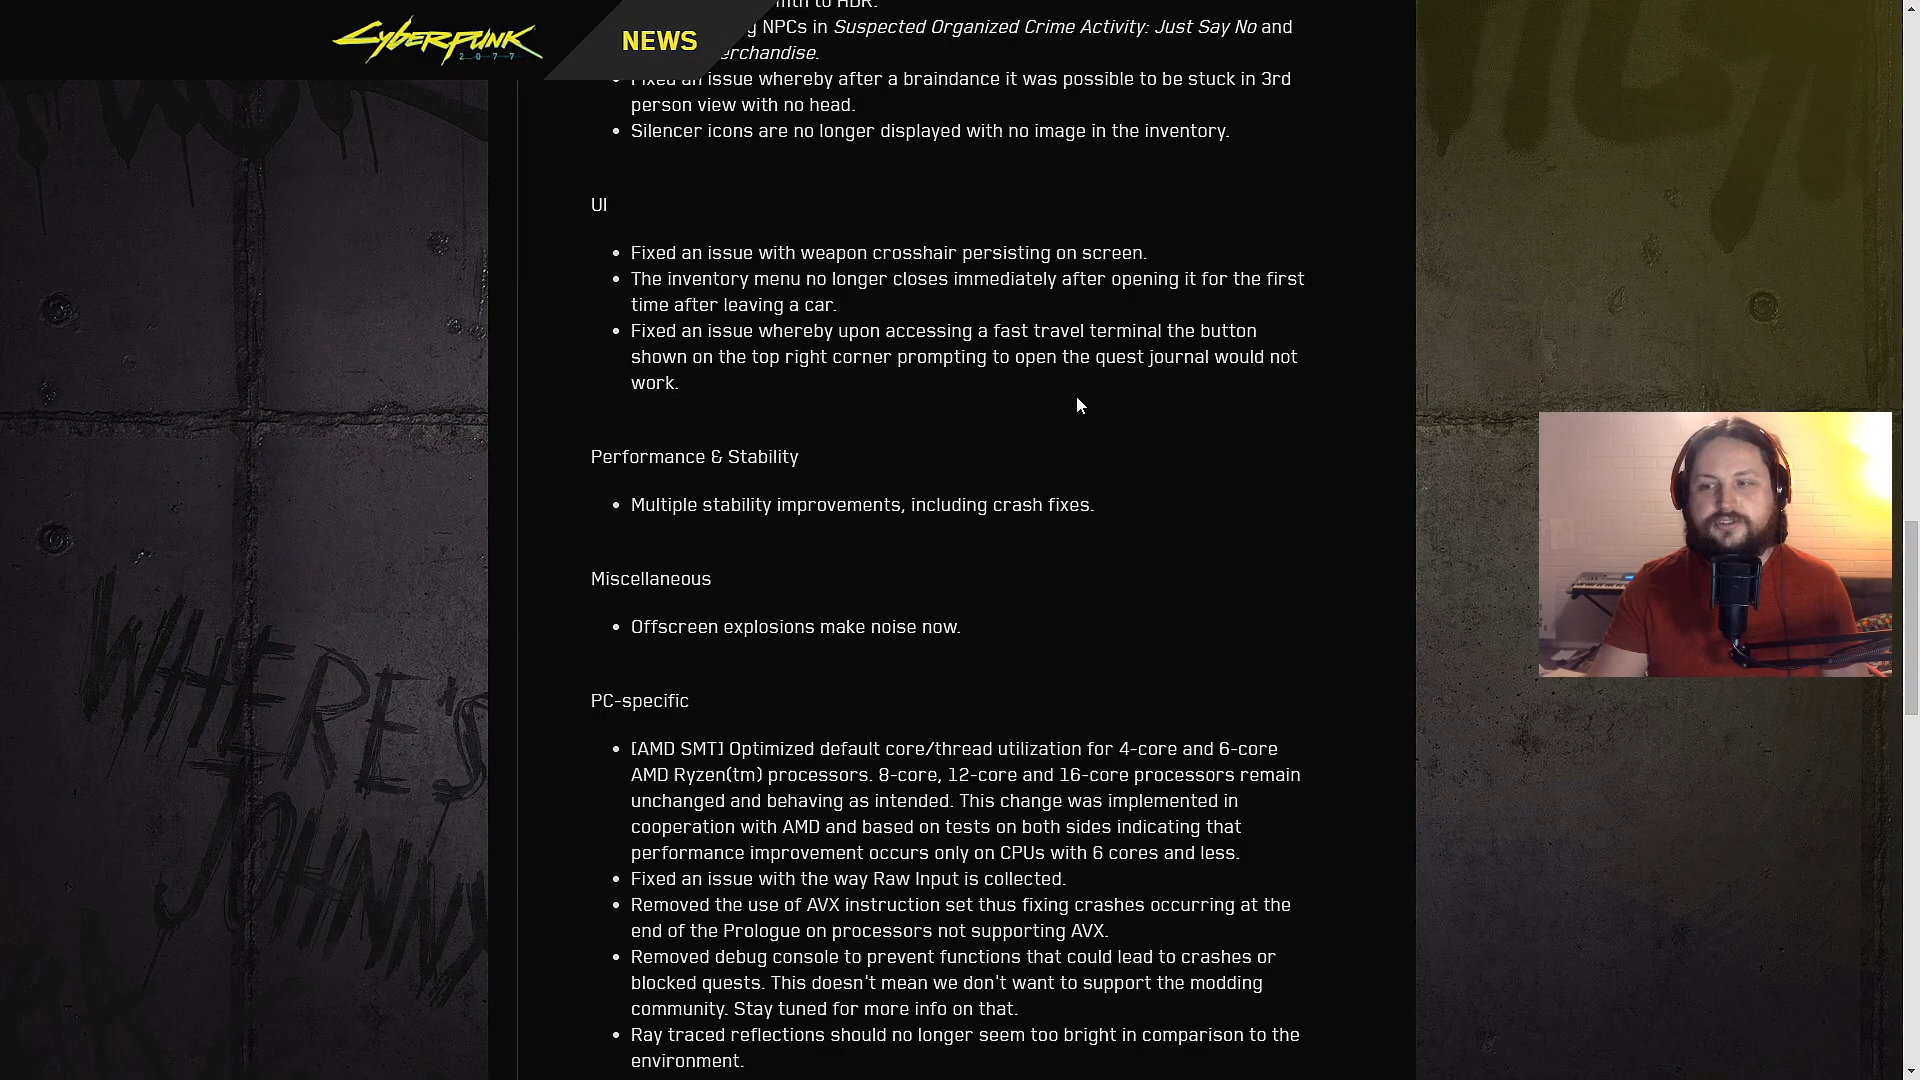 mth to HDR.
CYBERPUNK
2077
NEWS
g NPCs in Suspected Organized Crime Activity: Just Say No and
erchandise.
Fixed an issue whereby after a braindance it was possible to be stuck in 3rd
person view with no head.
Silencer icons are no longer displayed with no image in the inventory.
UI
Fixed an issue with weapon crosshair persisting on screen.
The inventory menu no longer closes immediately after opening it for the first
time after leaving a car.
Fixed an issue whereby upon accessing a fast travel terminal the button
shown on the top right corner prompting to open the quest journal would not
work.
Performance & Stability
Multiple stability improvements, including crash fixes.
Miscellaneous
Offscreen explosions make noise now.
PC-specific
[AMD SMT] Optimized default core/thread utilization for 4-core and 6-core
AMD Ryzen(tm) processors. 8-core, 12-core and 16-core processors remain
unchanged and behaving as intended. This change was implemented in
cooperation with AMD and based on tests on both sides indicating that
performance improvement occurs only on CPUs with 6 cores and less.
Fixed an issue with the way Raw Input is collected.
Removed the use of AVX instruction set thus fixing crashes occurring at the
end of the Prologue on processors not supporting AVX.
Removed debug console to prevent functions that could lead to crashes or
blocked quests. This doesn't mean we don't want to support the modding
community. Stay tuned for more info on that.
Ray traced reflections should no longer seem too bright in comparison to the
environment.
WHERE'S
JOHNNY